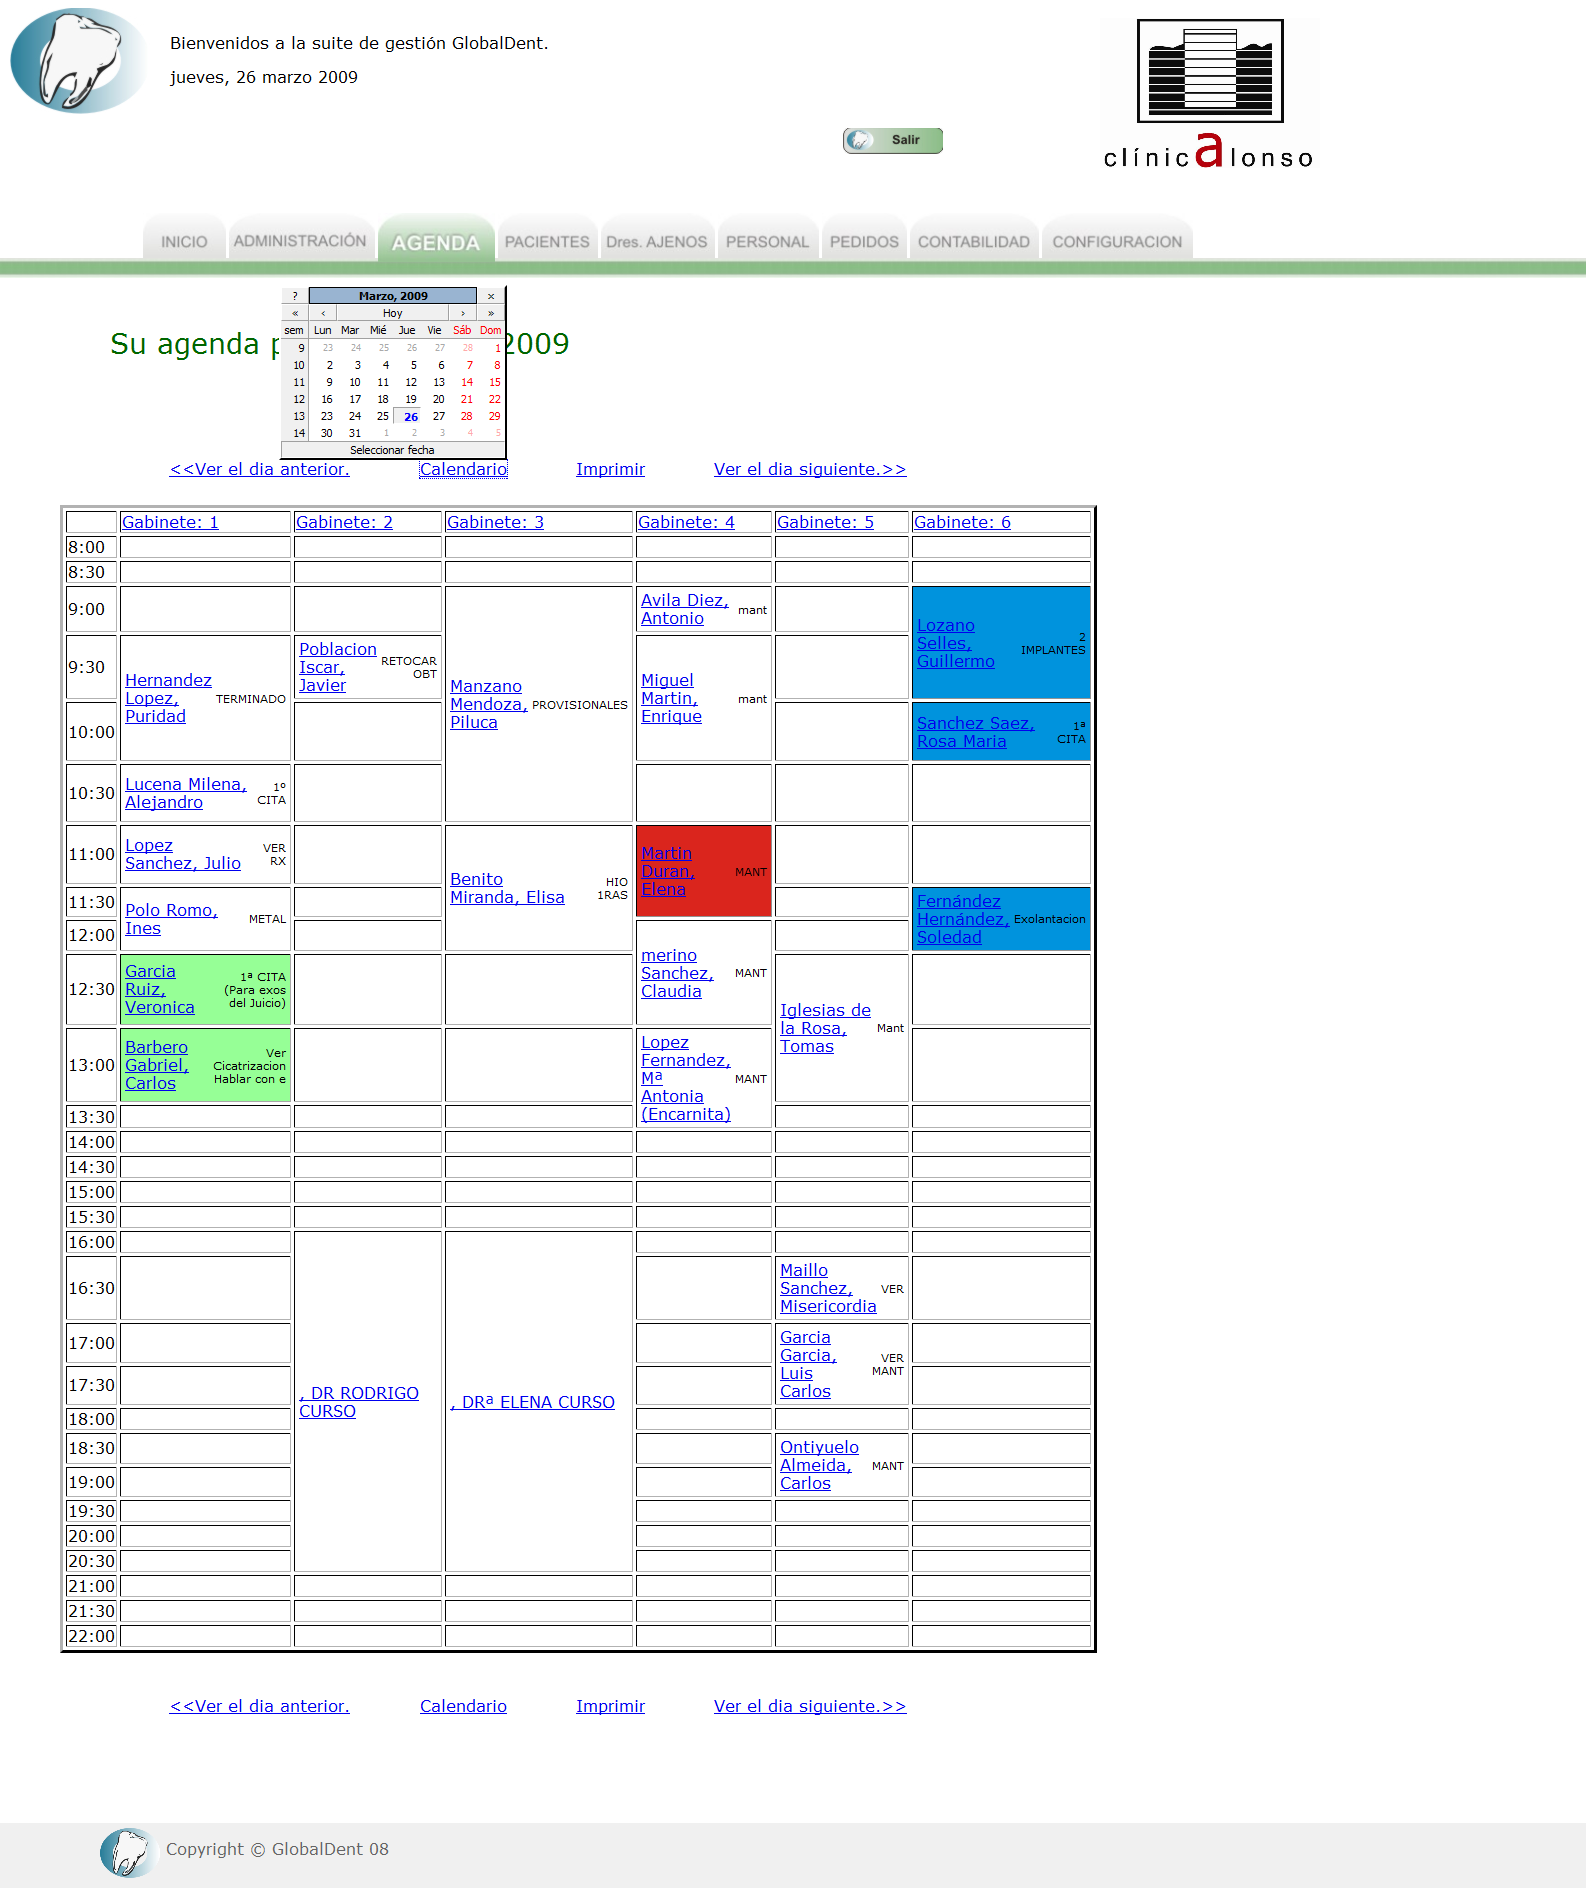 Bienvenidos a la suite de gestión GlobalDent.
jueves, 26 marzo 2009
Salir
clínicAlonso
INICIO ADMINISTRACIÓN AGENDA PACIENTES Dres. AJENOS PERSONAL PEDIDOS CONTABILIDAD CONFIGURACION
Su agenda 2009
? Marzo, 2009 ×
« ‹ Hoy › »
sem Lun Mar Mié Jue Vie Sáb Dom
9 23 24 25 26 27 28 1
10 2 3 4 5 6 7 8
11 9 10 11 12 13 14 15
12 16 17 18 19 20 21 22
13 23 24 25 26 27 28 29
14 30 31 1 2 3 4 5
Seleccionar fecha
<<Ver el dia anterior. Calendario Imprimir Ver el dia siguiente.>>
Gabinete: 1 Gabinete: 2 Gabinete: 3 Gabinete: 4 Gabinete: 5 Gabinete: 6
8:00
8:30
9:00
Avila Diez,
Antonio
mant
Lozano
Selles,
Guillermo
2
IMPLANTES
9:30
Hernandez
Lopez,
Puridad
TERMINADO
Poblacion
Iscar,
Javier
RETOCAR
OBT
Manzano
Mendoza,
Piluca
PROVISIONALES
Miguel
Martin,
Enrique
mant
10:00
Sanchez Saez,
Rosa Maria
1ª
CITA
10:30
Lucena Milena,
Alejandro
1º
CITA
11:00
Lopez
Sanchez, Julio
VER
RX
Benito
Miranda, Elisa
HIO
1RAS
Martin
Duran,
Elena
MANT
11:30
Polo Romo,
Ines
METAL
Fernández
Hernández,
Soledad
Exolantacion
12:00
merino
Sanchez,
Claudia
MANT
12:30
Garcia
Ruiz,
Veronica
1ª CITA
(Para exos
del Juicio)
Iglesias de
la Rosa,
Tomas
Mant
13:00
Barbero
Gabriel,
Carlos
Ver
Cicatrizacion
Hablar con e
Lopez
Fernandez,
Mª
Antonia
(Encarnita)
MANT
13:30
14:00
14:30
15:00
15:30
16:00
, DR RODRIGO
CURSO
, DRª ELENA CURSO
16:30
Maillo
Sanchez,
Misericordia
VER
17:00
Garcia
Garcia,
Luis
Carlos
VER
MANT
17:30
18:00
18:30
Ontiyuelo
Almeida,
Carlos
MANT
19:00
19:30
20:00
20:30
21:00
21:30
22:00
<<Ver el dia anterior. Calendario Imprimir Ver el dia siguiente.>>
Copyright © GlobalDent 08